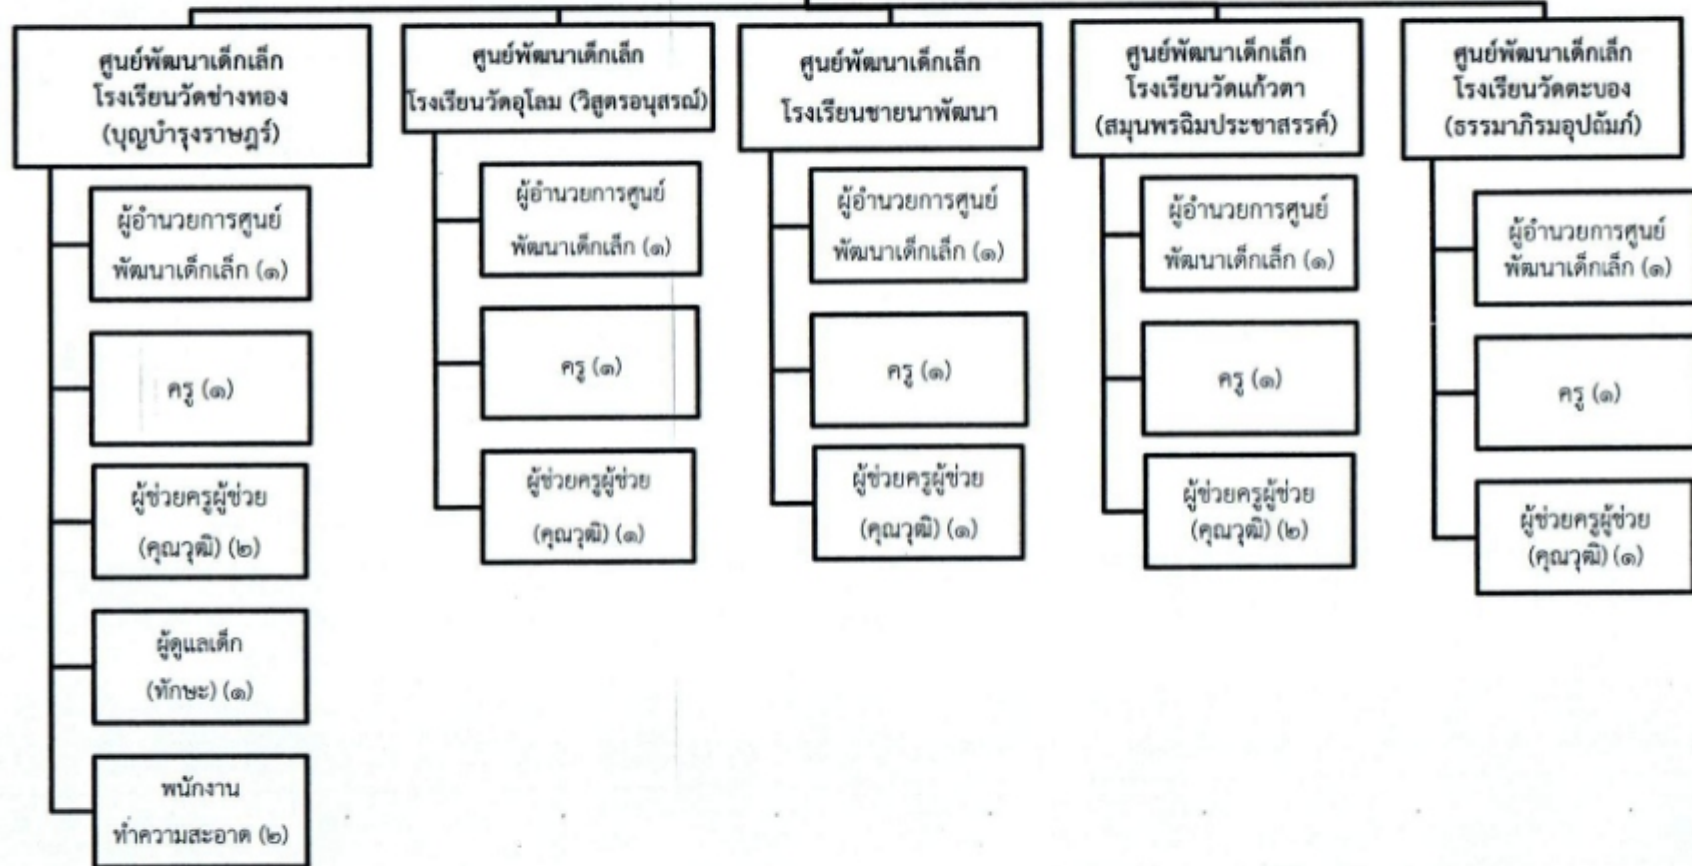 ศูนย์พัฒนาเด็กเล็ก
โรงเรียนวัดช่างทอง
(บุญบำรุงราษฎร์)
ผู้อำนวยการศูนย์
พัฒนาเด็กเล็ก (๑)
ครู (๑)
ผู้ช่วยครูผู้ช่วย
(คุณวุฒิ) (๒)
ผู้ดูแลเด็ก
(ทักษะ) (๑)
พนักงาน
ทำความสะอาด (๒)
ศูนย์พัฒนาเด็กเล็ก
โรงเรียนวัดอุโลม (วิสูตรอนุสรณ์)
ผู้อำนวยการศูนย์
พัฒนาเด็กเล็ก (๑)
ครู (๑)
ผู้ช่วยครูผู้ช่วย
(คุณวุฒิ) (๑)
ศูนย์พัฒนาเด็กเล็ก
โรงเรียนชายนาพัฒนา
ผู้อำนวยการศูนย์
พัฒนาเด็กเล็ก (๑)
ครู (๑)
ผู้ช่วยครูผู้ช่วย
(คุณวุฒิ) (๑)
ศูนย์พัฒนาเด็กเล็ก
โรงเรียนวัดแก้วตา
(สมุนพรฉิมประชาสรรค์)
ผู้อำนวยการศูนย์
พัฒนาเด็กเล็ก (๑)
ครู (๑)
ผู้ช่วยครูผู้ช่วย
(คุณวุฒิ) (๒)
ศูนย์พัฒนาเด็กเล็ก
โรงเรียนวัดตะบอง
(ธรรมาภิรมอุปถัมภ์)
ผู้อำนวยการศูนย์
พัฒนาเด็กเล็ก (๑)
ครู (๑)
ผู้ช่วยครูผู้ช่วย
(คุณวุฒิ) (๑)